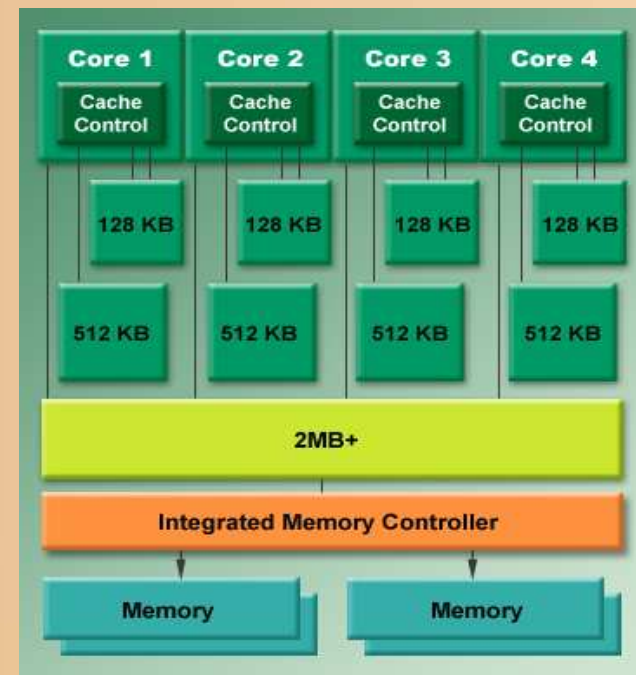 Core 1
Core 2
Core 3
Core 4
Cache
Control
Cache
Control
Cache
Control
Cache
Control
128 KB
128 KB
128 KB
128 KB
512 KB
512 KB
512 KB
512 KB
2MB+
Integrated Memory Controller
Memory
Memory